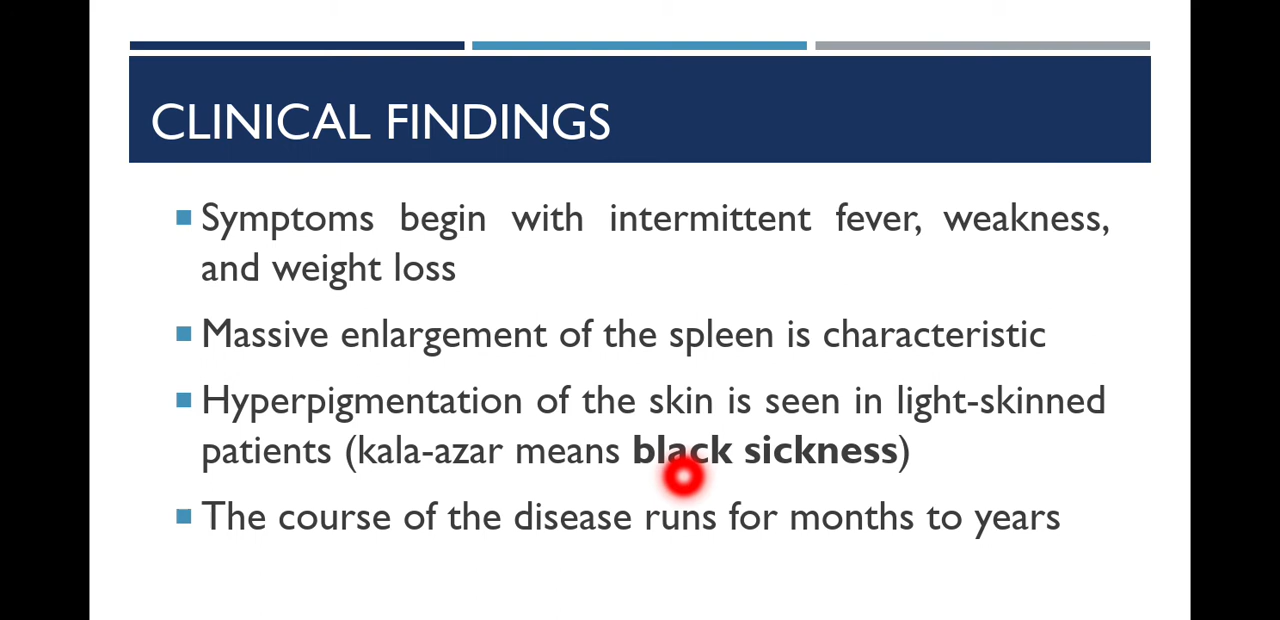 CLINICAL FINDINGS
Symptoms begin with intermittent fever, weakness,
and weight loss
Massive enlargement of the spleen is characteristic
Hyperpigmentation of the skin is seen in light-skinned
patients (kala-azar means black sickness)
The course of the disease runs for months to years